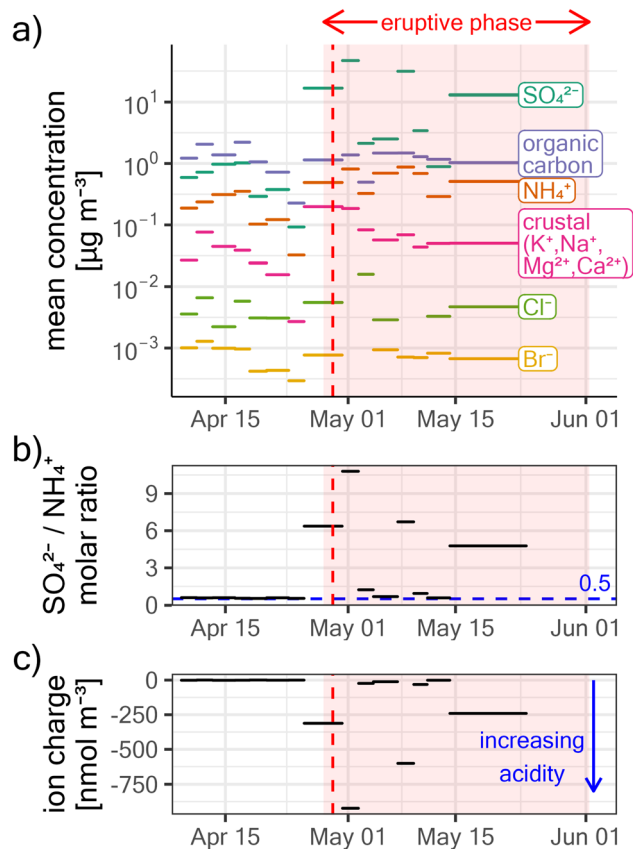 eruptive phase
a)
mean concentration
[µg m⁻³]
10¹
10⁰
10⁻¹
10⁻²
10⁻³
SO₄²⁻
organic
carbon
NH₄⁺
crustal
(K⁺,Na⁺,
Mg²⁺,Ca²⁺)
Cl⁻
Br⁻
Apr 15
May 01
May 15
Jun 01
b)
SO₄²⁻ / NH₄⁺
molar ratio
9
6
3
0
0.5
Apr 15
May 01
May 15
Jun 01
c)
ion charge
[nmol m⁻³]
0
-250
-500
-750
increasing
acidity
Apr 15
May 01
May 15
Jun 01